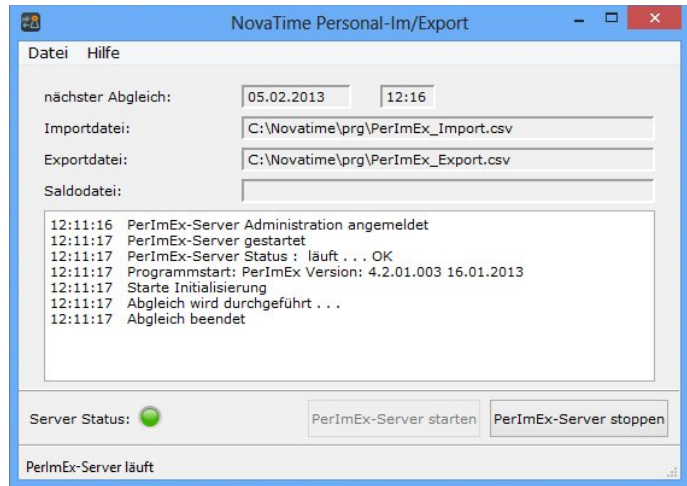 NovaTime Personal-Im/Export
Datei Hilfe
nächster Abgleich: 05.02.2013 12:16
Importdatei: C:\Novatime\prg\PerImEx_Import.csv
Exportdatei: C:\Novatime\prg\PerImEx_Export.csv
Saldodatei:
12:11:16 PerImEx-Server Administration angemeldet
12:11:17 PerImEx-Server gestartet
12:11:17 PerImEx-Server Status : läuft . . . OK
12:11:17 Programmstart: PerImEx Version: 4.2.01.003 16.01.2013
12:11:17 Starte Initialisierung
12:11:17 Abgleich wird durchgeführt . . .
12:11:17 Abgleich beendet
Server Status: PerImEx-Server starten PerImEx-Server stoppen
PerImEx-Server läuft